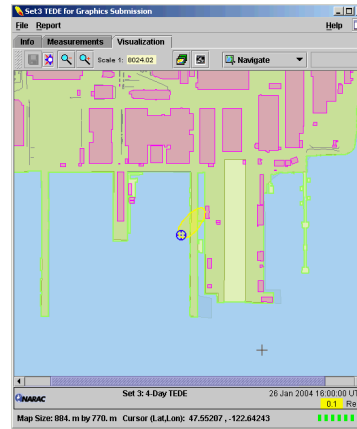 Set3 TEDE for Graphics Submission
File Report Help
Info Measurements Visualization
Scale 1: 8024.02 Navigate
NARAC Set 3: 4-Day TEDE 26 Jan 2004 16:00:00 UT
0.1 Re
Map Size: 884. m by 770. m Cursor (Lat,Lon): 47.55207 , -122.64243